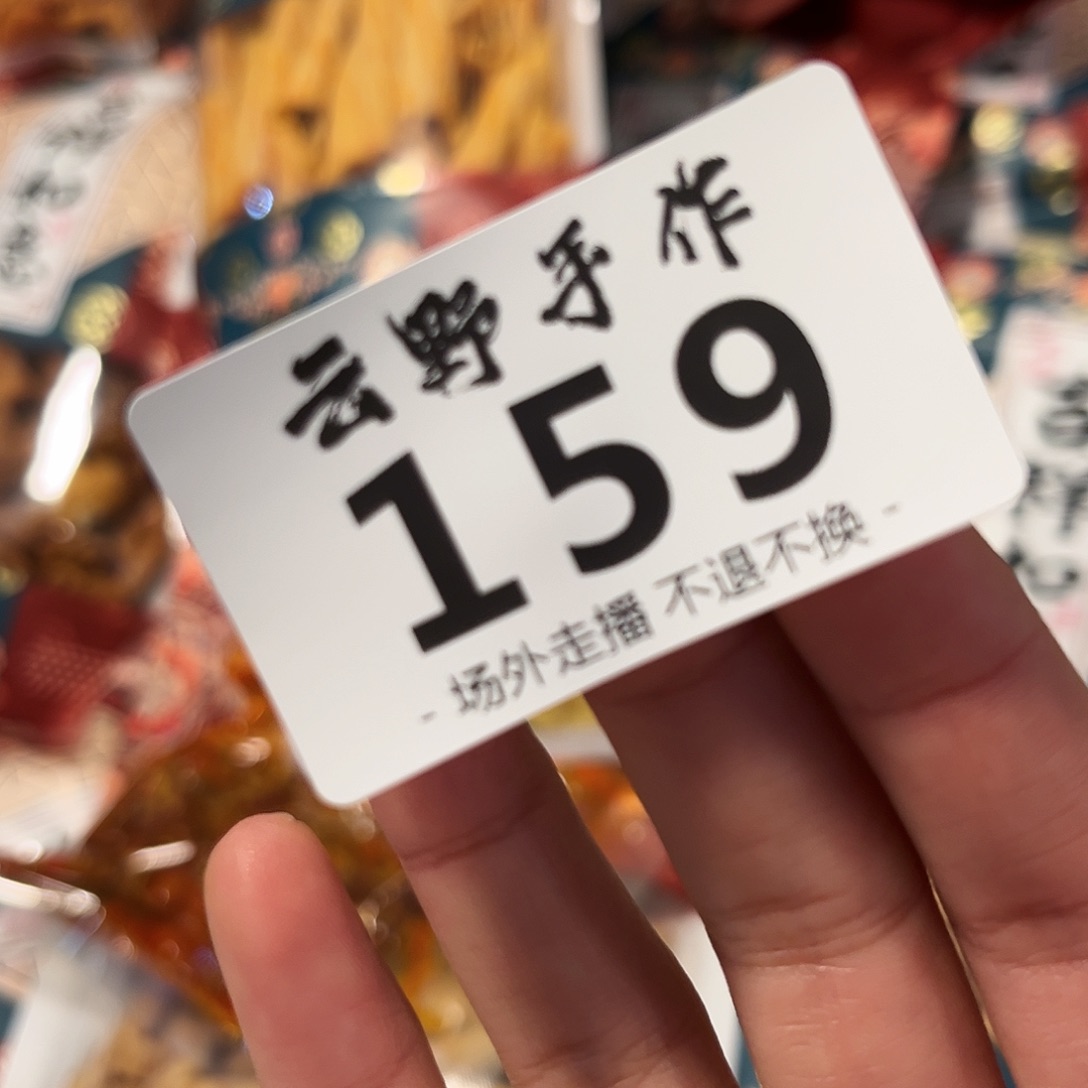 云野手作
159
- 场外走播 不退不换 -